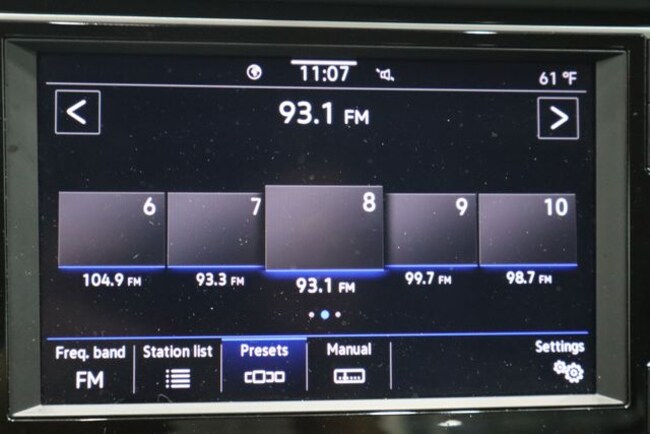 11:07
61 °F
93.1 FM
6 7 8 9 10
104.9 FM 93.3 FM 93.1 FM 99.7 FM 98.7 FM
Freq. band Station list Presets Manual Settings
FM